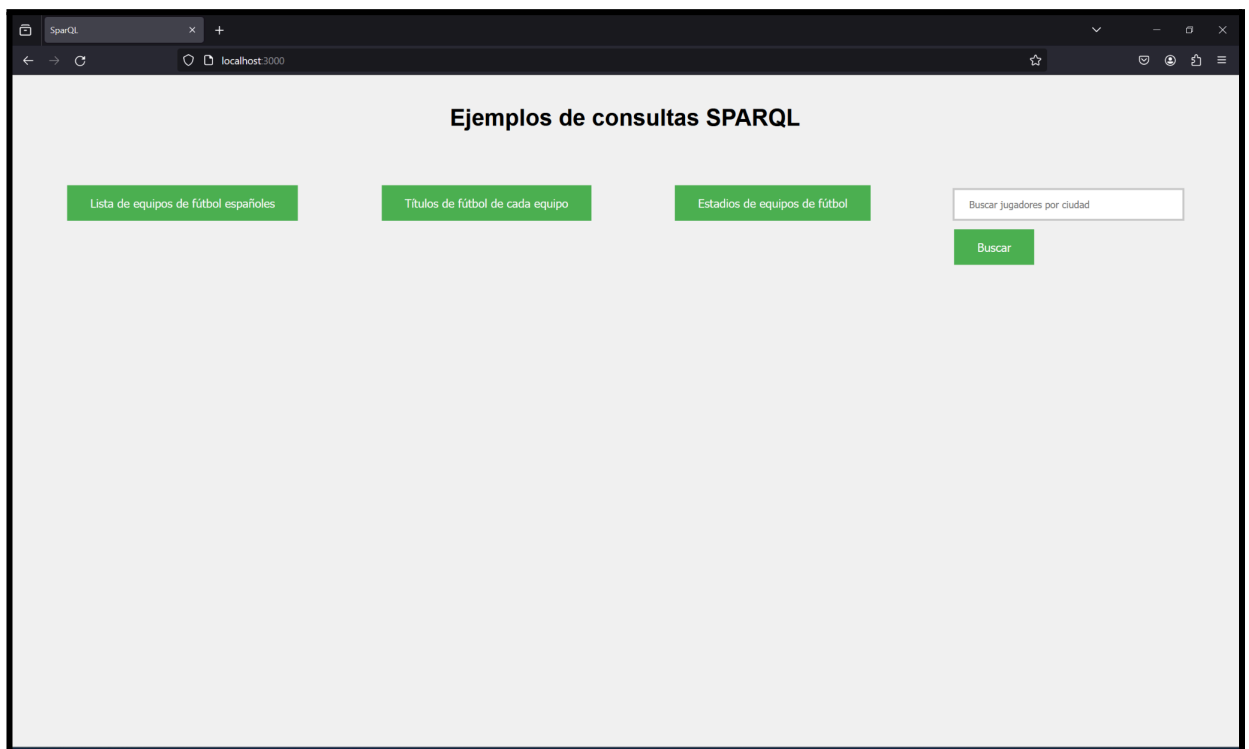 SparQL
localhost:3000
Ejemplos de consultas SPARQL
Lista de equipos de fútbol españoles
Títulos de fútbol de cada equipo
Estadios de equipos de fútbol
Buscar jugadores por ciudad
Buscar